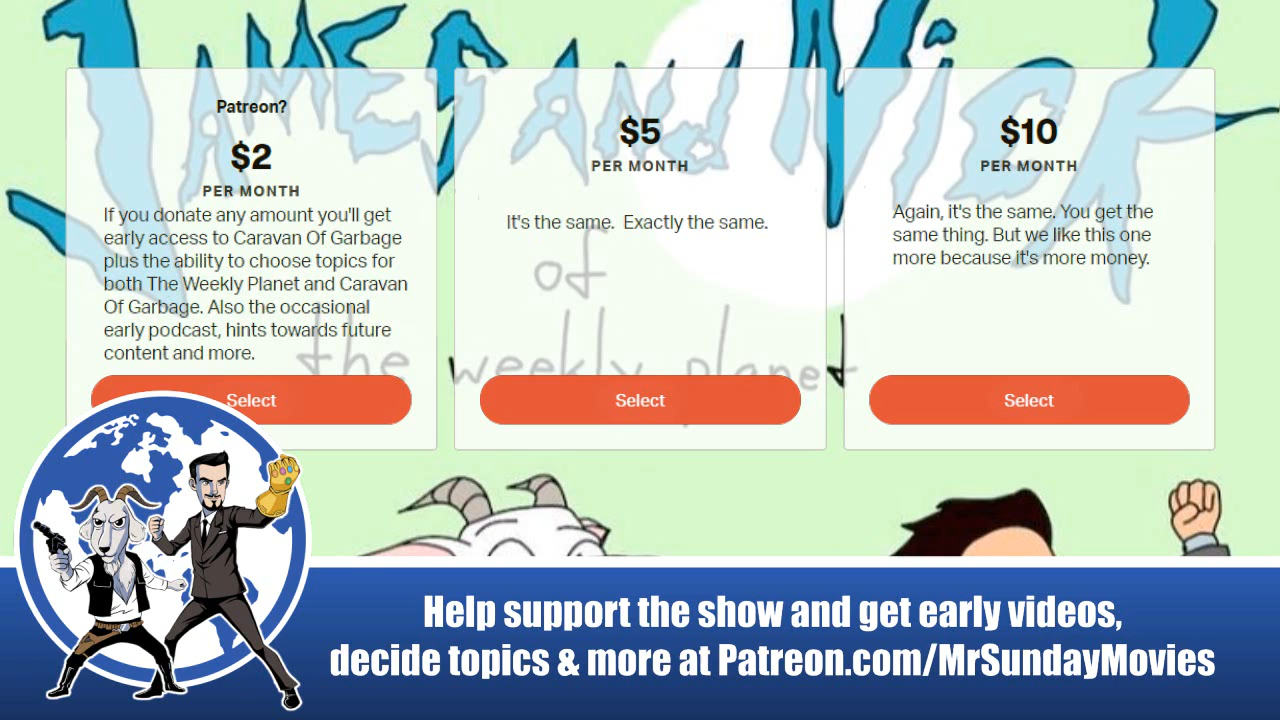 JAMES AND NICK
of
the weekly planet
Patreon?
$2
PER MONTH
If you donate any amount you'll get
early access to Caravan Of Garbage
plus the ability to choose topics for
both The Weekly Planet and Caravan
Of Garbage. Also the occasional
early podcast, hints towards future
content and more.
Select
$5
PER MONTH
It's the same.  Exactly the same.
Select
$10
PER MONTH
Again, it's the same. You get the
same thing. But we like this one
more because it's more money.
Select
Help support the show and get early videos,
decide topics & more at Patreon.com/MrSundayMovies